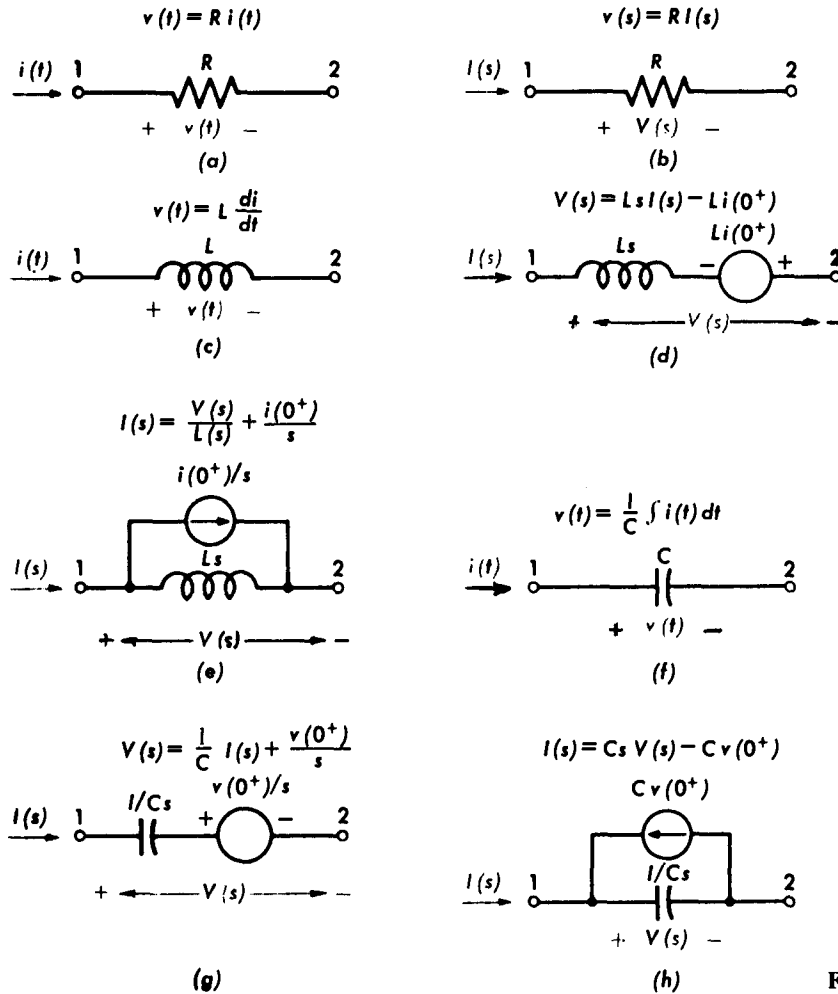 v(t) = R i(t)
v(s) = R I(s)
i(t) 1 R 2
+ v(t) −
(a)
I(s) 1 R 2
+ V(s) −
(b)
v(t) = L di/dt
i(t) 1 L 2
+ v(t) −
(c)
V(s) = Ls I(s) − L i(0⁺)
L i(0⁺)
I(s) 1 Ls − + 2
+ V(s) −
(d)
I(s) = V(s)/L(s) + i(0⁺)/s
i(0⁺)/s
I(s) 1 Ls 2
+ V(s) −
(e)
v(t) = 1/C ∫ i(t) dt
i(t) 1 C 2
+ v(t) −
(f)
V(s) = 1/C I(s) + v(0⁺)/s
v(0⁺)/s
I(s) 1 1/Cs + − 2
+ V(s) −
(g)
I(s) = Cs V(s) − C v(0⁺)
C v(0⁺)
I(s) 1 1/Cs 2
+ V(s) −
(h)